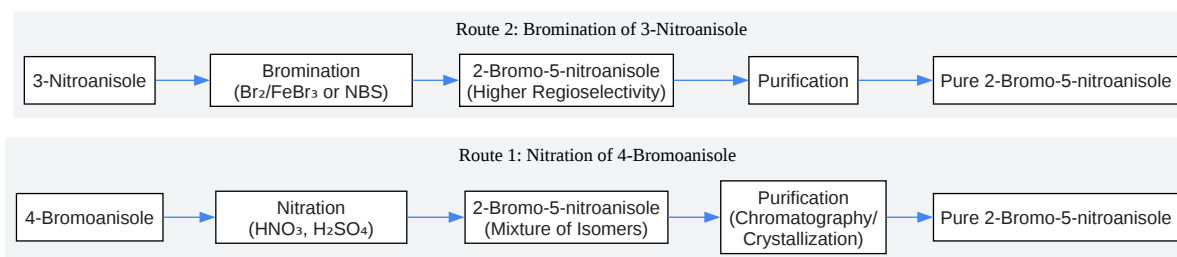 Route 2: Bromination of 3-Nitroanisole
3-Nitroanisole
Bromination
(Br₂/FeBr₃ or NBS)
2-Bromo-5-nitroanisole
(Higher Regioselectivity)
Purification
Pure 2-Bromo-5-nitroanisole
Route 1: Nitration of 4-Bromoanisole
4-Bromoanisole
Nitration
(HNO₃, H₂SO₄)
2-Bromo-5-nitroanisole
(Mixture of Isomers)
Purification
(Chromatography/
Crystallization)
Pure 2-Bromo-5-nitroanisole